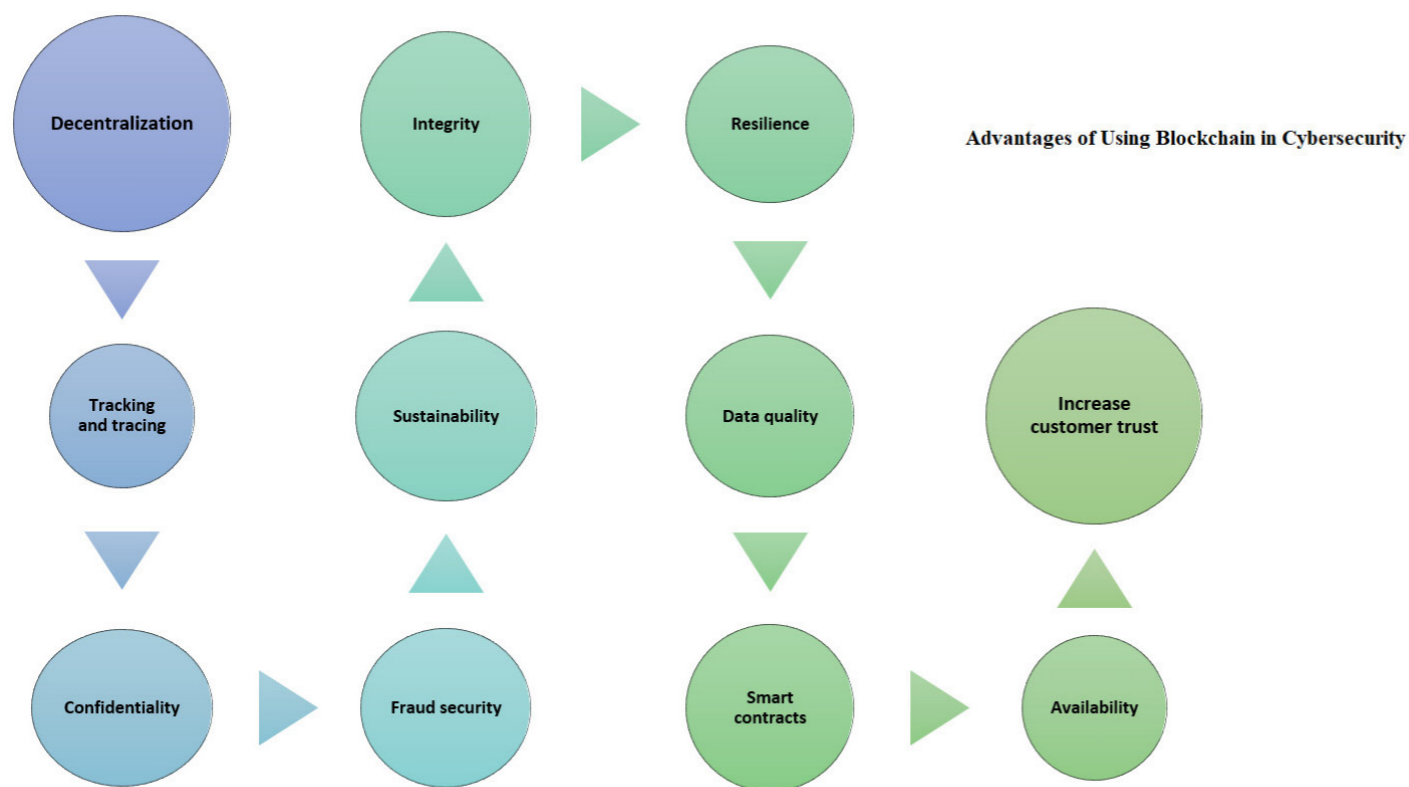 Decentralization
Tracking
and tracing
Confidentiality
Fraud security
Sustainability
Integrity
Resilience
Data quality
Smart
contracts
Availability
Increase
customer trust
Advantages of Using Blockchain in Cybersecurity